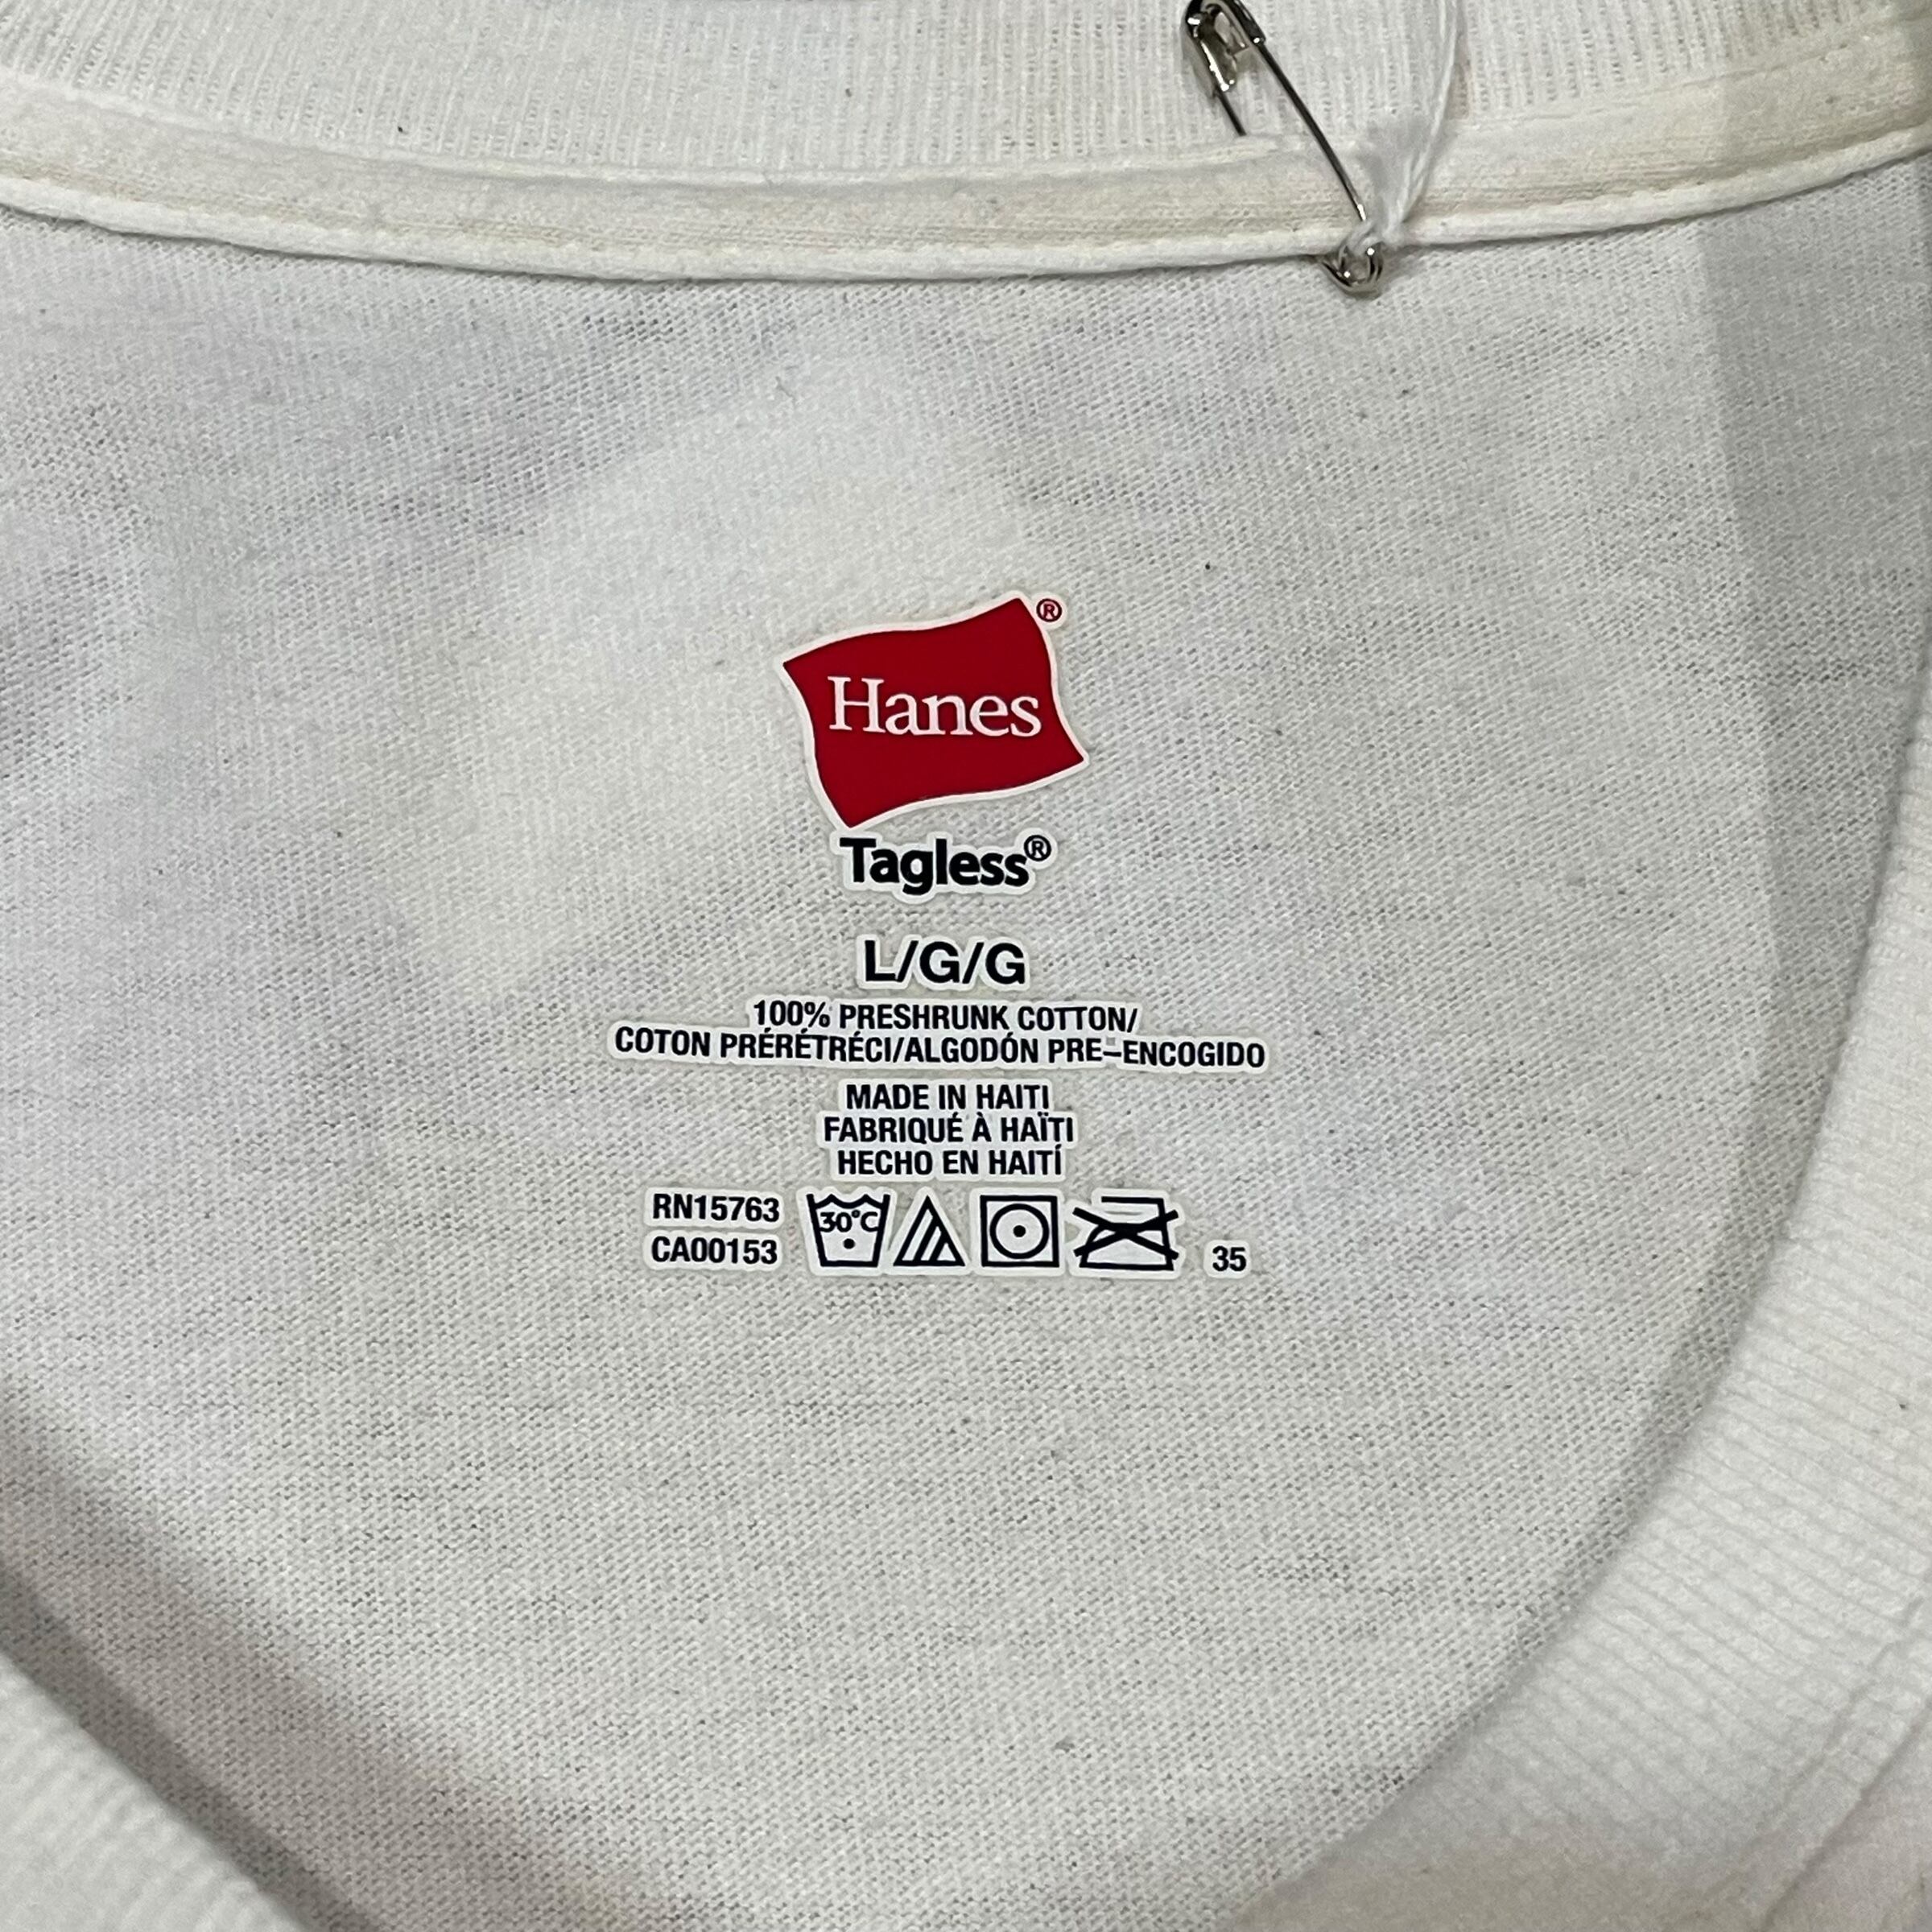 Hanes®
Tagless®
L/G/G
100% PRESHRUNK COTTON/
COTON PRÉRÉTRÉCI/ALGODÓN PRE-ENCOGIDO
MADE IN HAITI
FABRIQUÉ À HAÏTI
HECHO EN HAITÍ
RN15763
CA00153
30°C
35